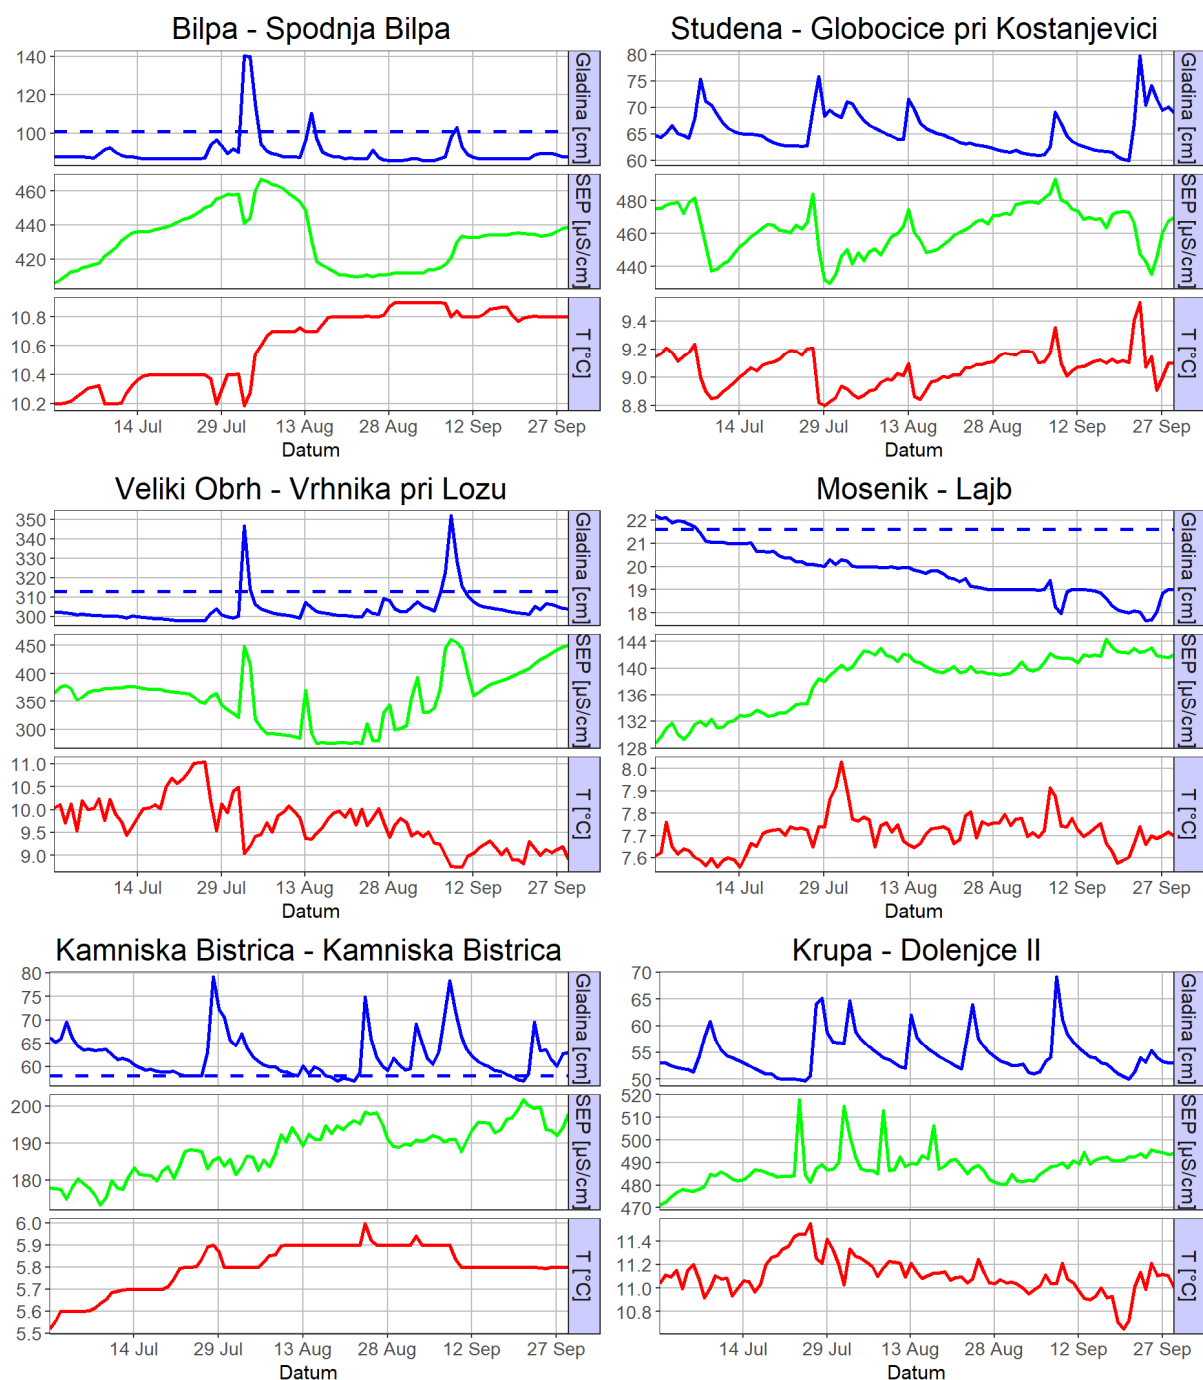 Bilpa - Spodnja Bilpa
140
120
100
Gladina [cm]
460
440
420
SEP [µS/cm]
10.8
10.6
10.4
10.2
T [°C]
14 Jul 29 Jul 13 Aug 28 Aug 12 Sep 27 Sep
Datum
Studena - Globocice pri Kostanjevici
80
75
70
65
60
Gladina [cm]
480
460
440
SEP [µS/cm]
9.4
9.2
9.0
8.8
T [°C]
14 Jul 29 Jul 13 Aug 28 Aug 12 Sep 27 Sep
Datum
Veliki Obrh - Vrhnika pri Lozu
350
340
330
320
310
300
Gladina [cm]
450
400
350
300
SEP [µS/cm]
11.0
10.5
10.0
9.5
9.0
T [°C]
14 Jul 29 Jul 13 Aug 28 Aug 12 Sep 27 Sep
Datum
Mosenik - Lajb
22
21
20
19
18
Gladina [cm]
144
140
136
132
128
SEP [µS/cm]
8.0
7.9
7.8
7.7
7.6
T [°C]
14 Jul 29 Jul 13 Aug 28 Aug 12 Sep 27 Sep
Datum
Kamniska Bistrica - Kamniska Bistrica
80
75
70
65
60
Gladina [cm]
200
190
180
SEP [µS/cm]
6.0
5.9
5.8
5.7
5.6
5.5
T [°C]
14 Jul 29 Jul 13 Aug 28 Aug 12 Sep 27 Sep
Datum
Krupa - Dolenjce II
70
65
60
55
50
Gladina [cm]
520
510
500
490
480
470
SEP [µS/cm]
11.4
11.2
11.0
10.8
T [°C]
14 Jul 29 Jul 13 Aug 28 Aug 12 Sep 27 Sep
Datum